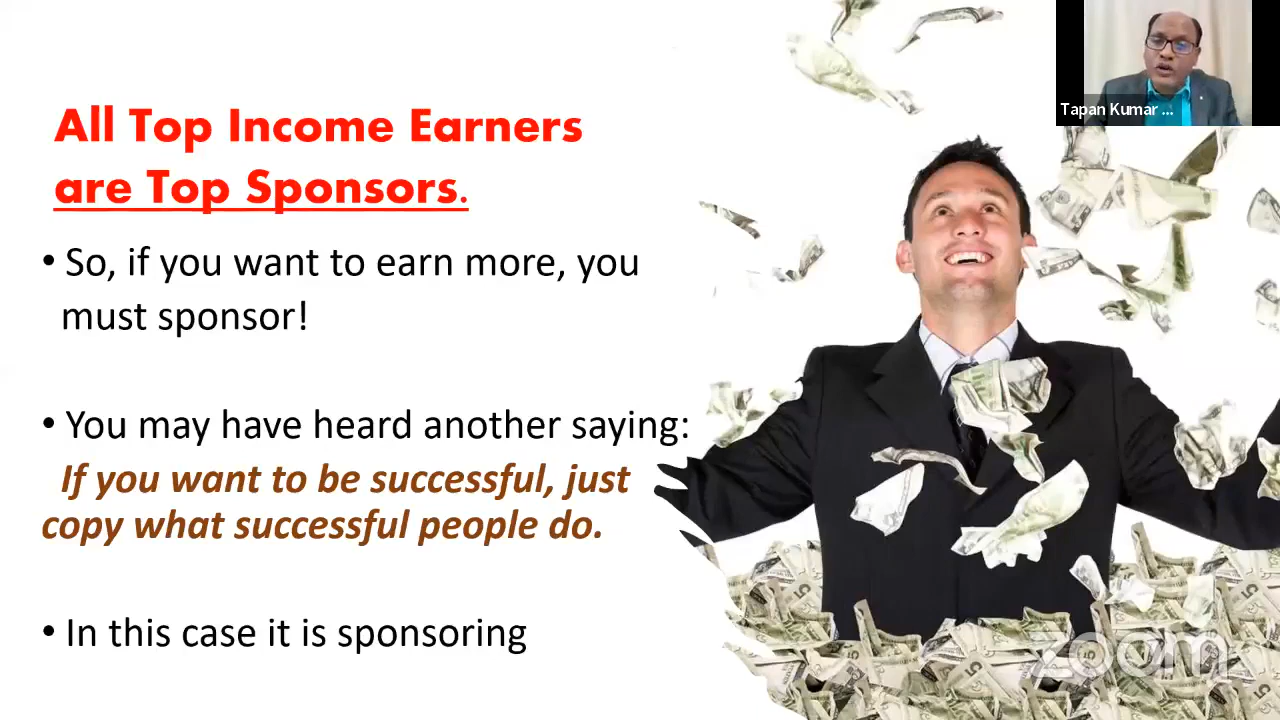 Tapan Kumar ...
All Top Income Earners
are Top Sponsors.
• So, if you want to earn more, you
must sponsor!
• You may have heard another saying:
If you want to be successful, just
copy what successful people do.
• In this case it is sponsoring
zoom